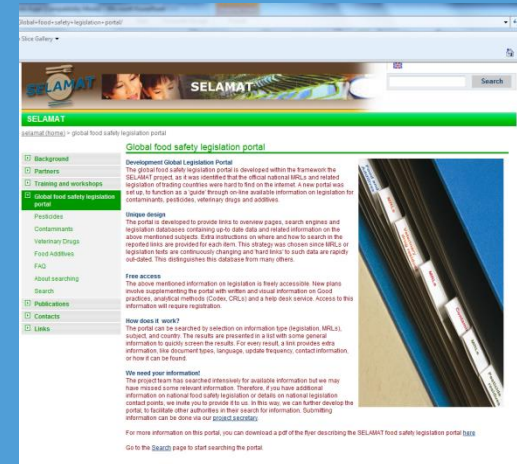 global+food+safety+legislation+portal/
Slice Gallery
SELAMAT
SELAMAT
Search
SELAMAT
selamat (home) > global food safety legislation portal
Global food safety legislation portal
Background
Partners
Training and workshops
Global food safety legislation
portal
Pesticides
Contaminants
Veterinary Drugs
Food Additives
FAQ
About searching
Search
Publications
Contacts
Links
Development Global Legislation Portal
The global food safety legislation portal is developed within the framework the
SELAMAT project, as it was identified that the official national MRLs and related
legislation of trading countries were hard to find on the internet. A new portal was
set up, to function as a 'guide' through on-line available information on legislation for
contaminants, pesticides, veterinary drugs and additives.
Unique design
The portal is developed to provide links to overview pages, search engines and
legislation databases containing up-to date data and related information on the
above mentioned subjects. Extra instructions on where and how to search in the
reported links are provided for each item. This strategy was chosen since MRLs or
legislation texts are continuously changing and 'hard links' to such data are rapidly
out-dated. This distinguishes this database from many others.
Free access
The above mentioned information on legislation is freely accessible. New plans
involve supplementing the portal with written and visual information on Good
practices, analytical methods (Codex, CRLs) and a help desk service. Access to this
information will require registration.
How does it work?
The portal can be searched by selection on information type (legislation, MRLs),
subject, and country. The results are presented in a list with some general
information to quickly screen the results. For every result, a link provides extra
information, like document types, language, update frequency, contact information,
or how it can be found.
We need your information!
The project team has searched intensively for available information but we may
have missed some relevant information. Therefore, if you have additional
information on national food safety legislation or details on national legislation
contact points, we invite you to provide it to us. In this way, we can further develop the
portal, to facilitate other authorities in their search for information. Submitting
information can be done via our project secretary.
For more information on this portal, you can download a pdf of the flyer describing the SELAMAT food safety legislation portal here
Go to the Search page to start searching the portal.